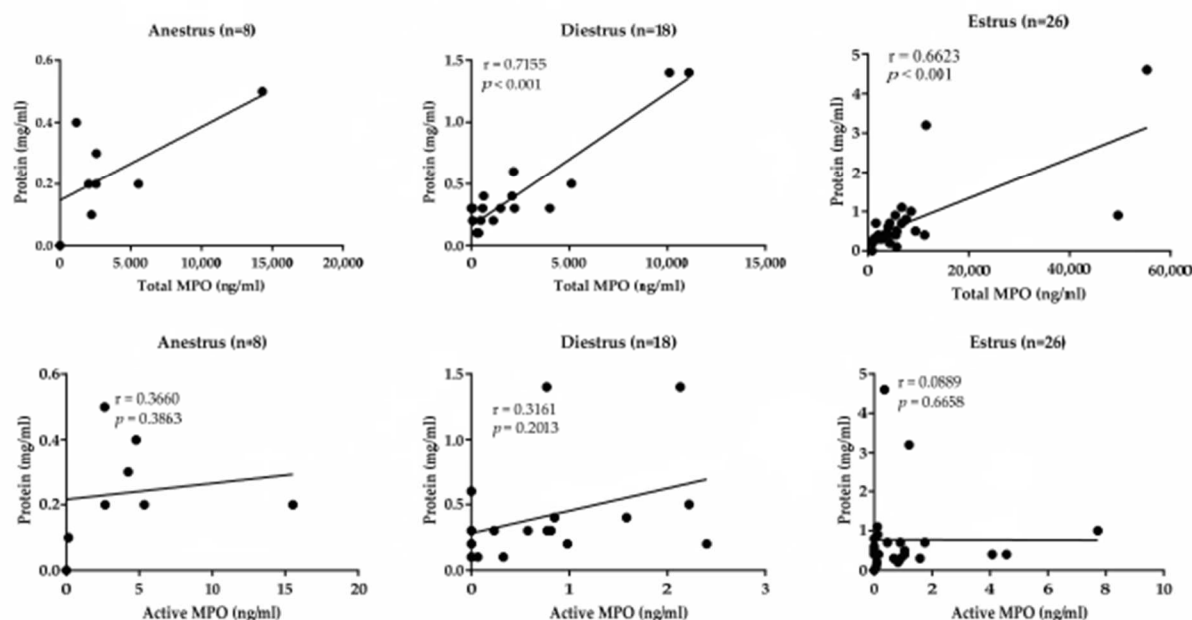 Anestrus (n=8)
Protein (mg/ml)
0.6
0.4
0.2
0.0
0 5,000 10,000 15,000 20,000
Total MPO (ng/ml)
Diestrus (n=18)
r = 0.7155
p < 0.001
Protein (mg/ml)
1.5
1.0
0.5
0.0
0 5.000 10,000 15,000
Total MPO (ng/ml)
Estrus (n=26)
r = 0.6623
p < 0.001
Protein (mg/ml)
5
4
3
2
1
0
0 20,000 40,000 60,000
Total MPO (ng/ml)
Anestrus (n=8)
r = 0.3660
p = 0.3863
Protein (mg/ml)
0.6
0.4
0.2
0.0
0 5 10 15 20
Active MPO (ng/ml)
Diestrus (n=18)
r = 0.3161
p = 0.2013
Protein (mg/ml)
1.5
1.0
0.5
0.0
0 1 2 3
Active MPO (ng/ml)
Estrus (n=26)
r = 0.0889
p = 0.6658
Protein (mg/ml)
5
4
3
2
1
0
0 2 4 6 8 10
Active MPO (ng/ml)